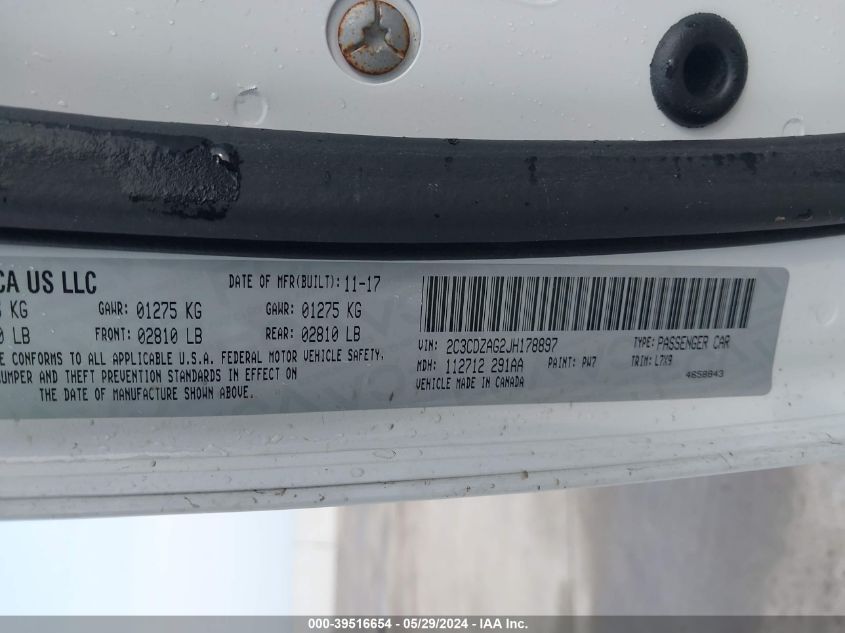 CA US LLC DATE OF MFR(BUILT): 11-17
KG GAWR: 01275 KG GAWR: 01275 KG
LB FRONT: 02810 LB REAR: 02810 LB
E CONFORMS TO ALL APPLICABLE U.S.A. FEDERAL MOTOR VEHICLE SAFETY,
UMPER AND THEFT PREVENTION STANDARDS IN EFFECT ON
THE DATE OF MANUFACTURE SHOWN ABOVE.
VIN: 2C3CDZAG2JH178897 TYPE: PASSENGER CAR
MDH: 112712 291AA PAINT: PW7 TRIM: L7X9
VEHICLE MADE IN CANADA 4658843
000-39516654 - 05/29/2024 - IAA Inc.